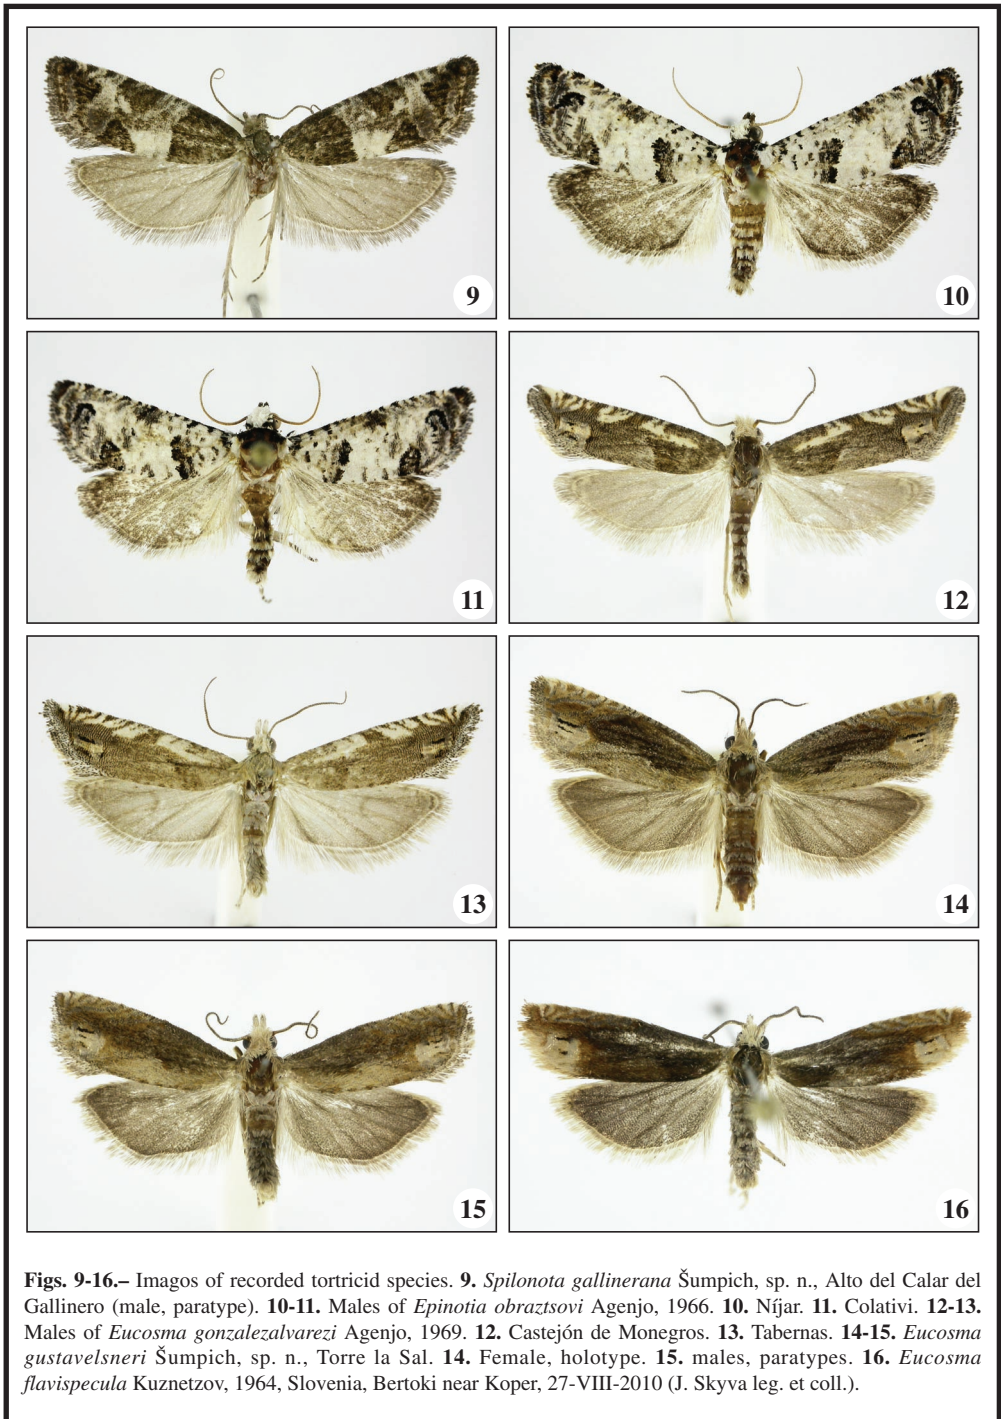 9
10
11
12
13
14
15
16
Figs. 9-16.– Imagos of recorded tortricid species. 9. Spilonota gallinerana Šumpich, sp. n., Alto del Calar del
Gallinero (male, paratype). 10-11. Males of Epinotia obraztsovi Agenjo, 1966. 10. Níjar. 11. Colativi. 12-13.
Males of Eucosma gonzalezalvarezi Agenjo, 1969. 12. Castejón de Monegros. 13. Tabernas. 14-15. Eucosma
gustavelsneri Šumpich, sp. n., Torre la Sal. 14. Female, holotype. 15. males, paratypes. 16. Eucosma
flavispecula Kuznetzov, 1964, Slovenia, Bertoki near Koper, 27-VIII-2010 (J. Skyva leg. et coll.).